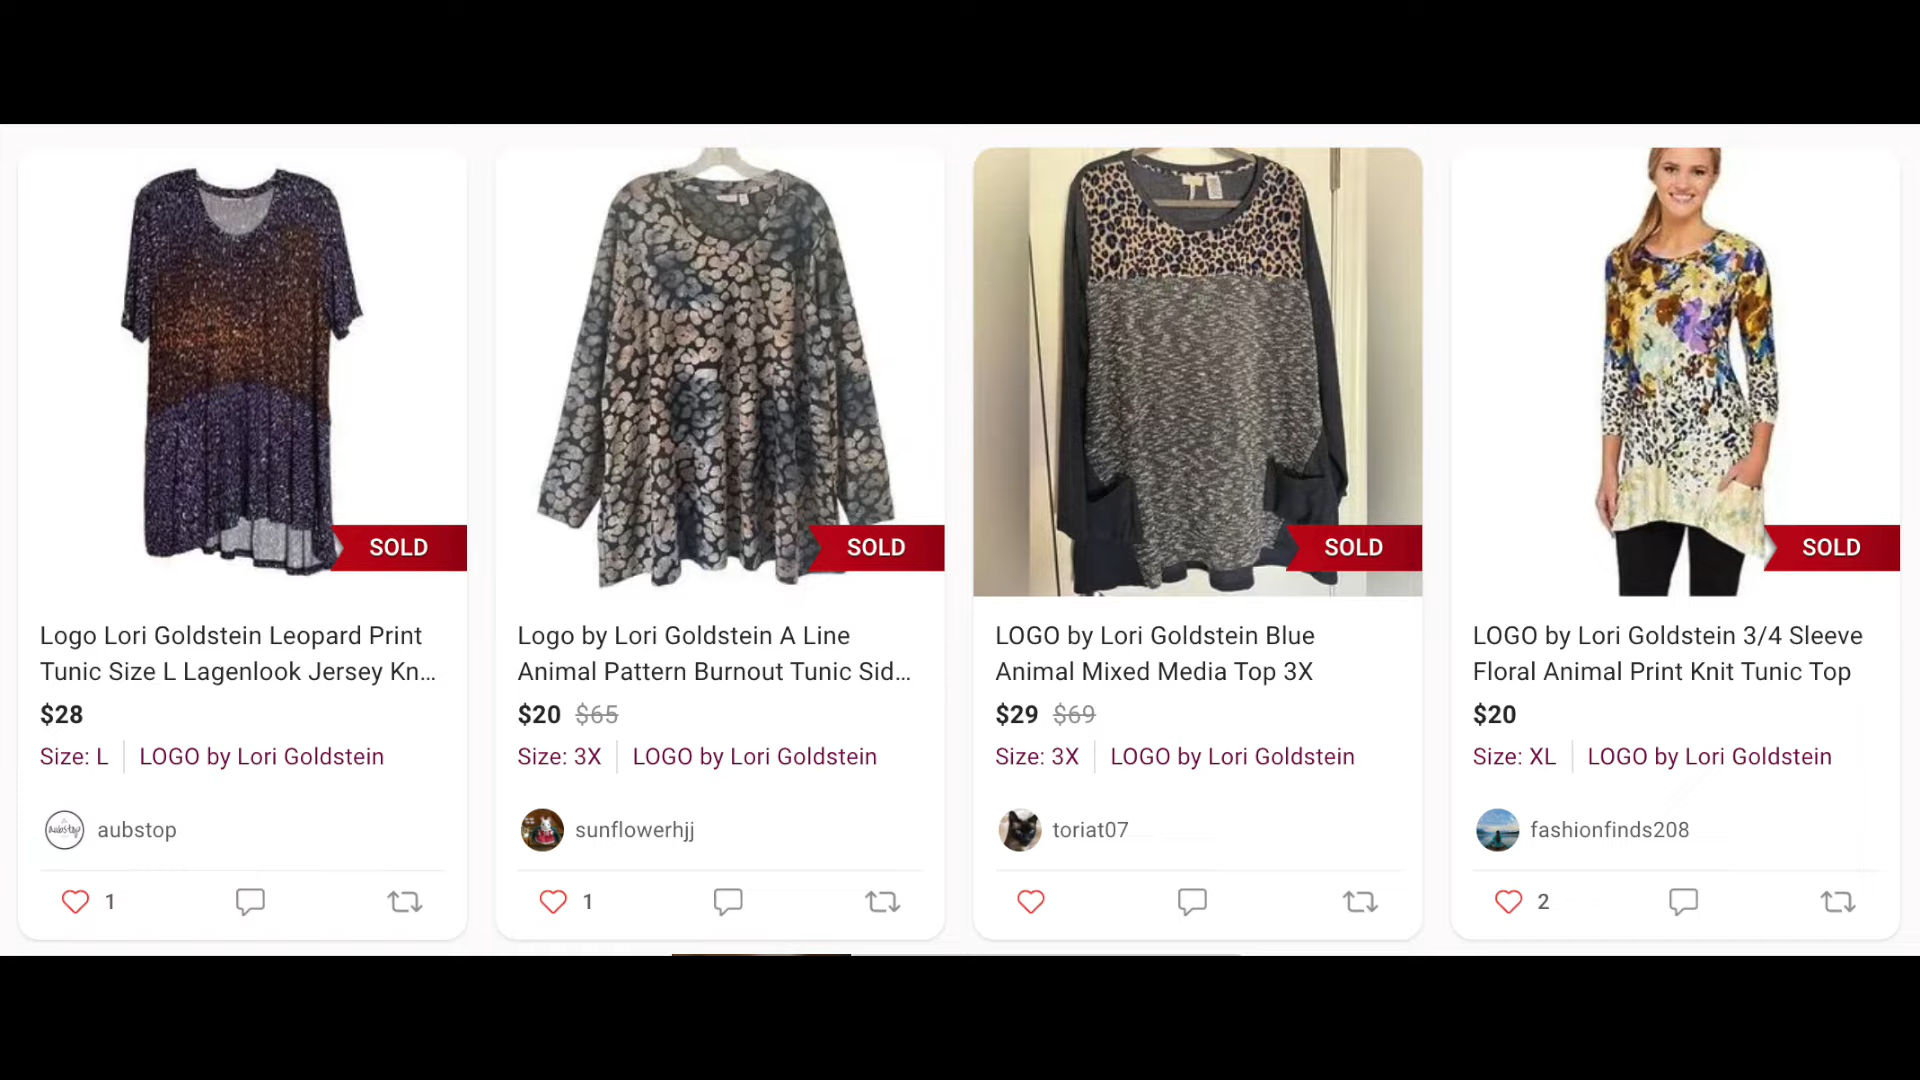 SOLD
Logo Lori Goldstein Leopard Print
Tunic Size L Lagenlook Jersey Kn...
$28
Size: L LOGO by Lori Goldstein
aubstop
aubstop
1
SOLD
Logo by Lori Goldstein A Line
Animal Pattern Burnout Tunic Sid...
$20 $65
Size: 3X LOGO by Lori Goldstein
sunflowerhjj
1
SOLD
LOGO by Lori Goldstein Blue
Animal Mixed Media Top 3X
$29 $69
Size: 3X LOGO by Lori Goldstein
toriat07
SOLD
LOGO by Lori Goldstein 3/4 Sleeve
Floral Animal Print Knit Tunic Top
$20
Size: XL LOGO by Lori Goldstein
fashionfinds208
2